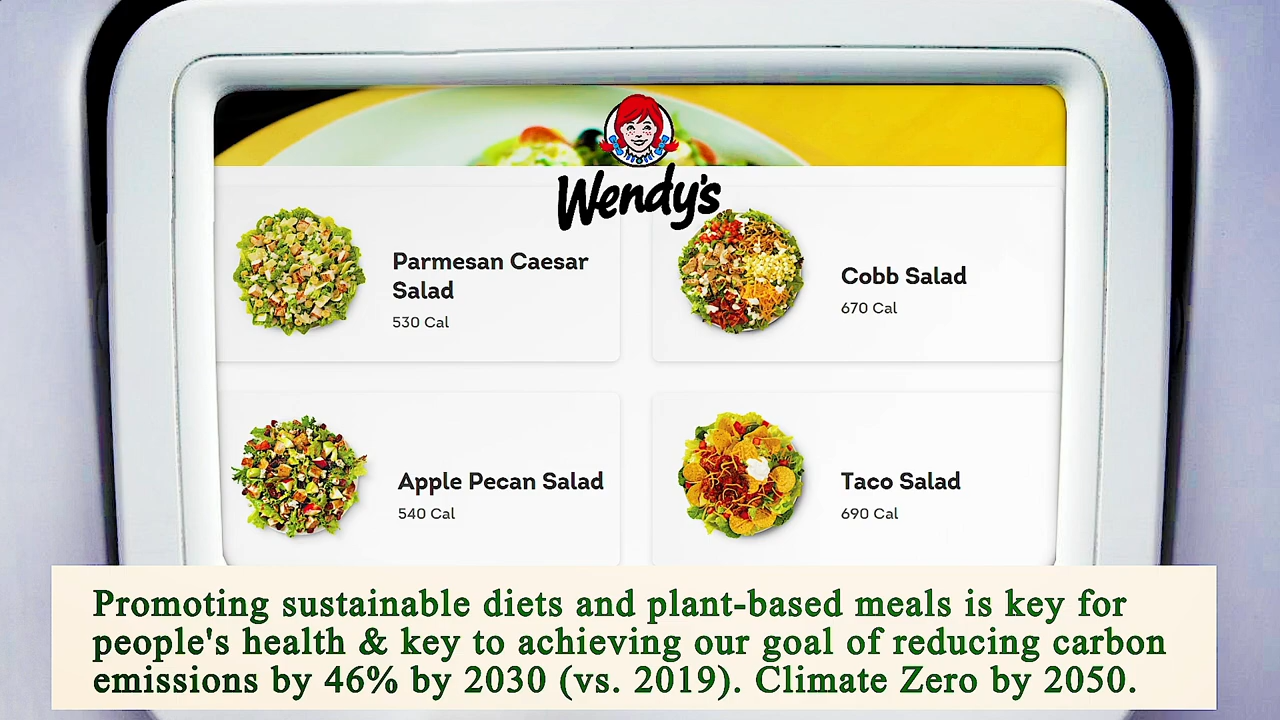 Wendy's
Parmesan Caesar
Salad
530 Cal
Cobb Salad
670 Cal
Apple Pecan Salad
540 Cal
Taco Salad
690 Cal
Promoting sustainable diets and plant-based meals is key for
people's health & key to achieving our goal of reducing carbon
emissions by 46% by 2030 (vs. 2019). Climate Zero by 2050.